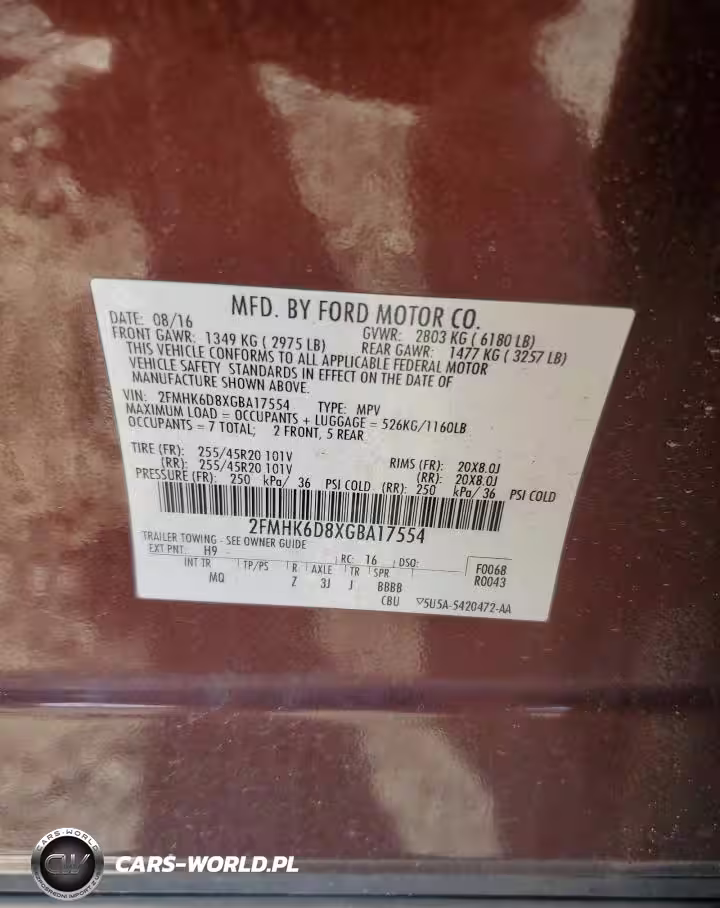 MFD. BY FORD MOTOR CO.
DATE: 08/16 GVWR: 2803 KG ( 6180 LB)
FRONT GAWR: 1349 KG ( 2975 LB) REAR GAWR: 1477 KG ( 3257 LB)
THIS VEHICLE CONFORMS TO ALL APPLICABLE FEDERAL MOTOR
VEHICLE SAFETY STANDARDS IN EFFECT ON THE DATE OF
MANUFACTURE SHOWN ABOVE.
VIN: 2FMHK6D8XGBA17554 TYPE: MPV
MAXIMUM LOAD = OCCUPANTS + LUGGAGE = 526KG/1160LB
OCCUPANTS = 7 TOTAL; 2 FRONT, 5 REAR
TIRE (FR): 255/45R20 101V RIMS (FR): 20X8.0J
(RR): 255/45R20 101V (RR): 20X8.0J
PRESSURE (FR): 250 kPa/ 36 PSI COLD (RR): 250 kPa/ 36 PSI COLD
2FMHK6D8XGBA17554
TRAILER TOWING - SEE OWNER GUIDE
EXT PNT: H9 RC: 16 DSO: F0068
INT TR TP/PS R AXLE TR SPR R0043
MQ Z 3J J BBBB
CBU ▽5U5A-5420472-AA
CARS-WORLD
CW
CARS-WORLD.PL